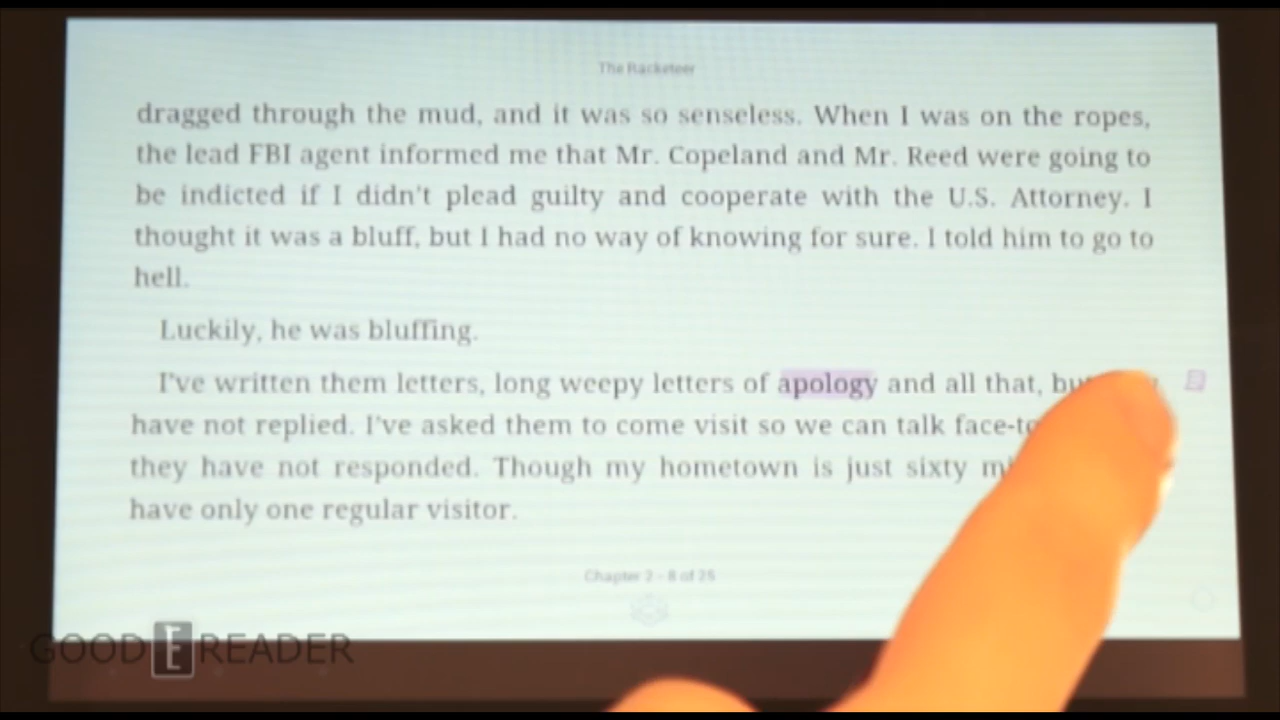 The Racketeer
dragged through the mud, and it was so senseless. When I was on the ropes,
the lead FBI agent informed me that Mr. Copeland and Mr. Reed were going to
be indicted if I didn't plead guilty and cooperate with the U.S. Attorney. I
thought it was a bluff, but I had no way of knowing for sure. I told him to go to
hell.
Luckily, he was bluffing.
I've written them letters, long weepy letters of apology and all that,
have not replied. I've asked them to come visit so we can talk
they have not responded. Though my hometown is just sixty
have only one regular visitor.
Chapter 2 - 8 of 25
GOOD E READER